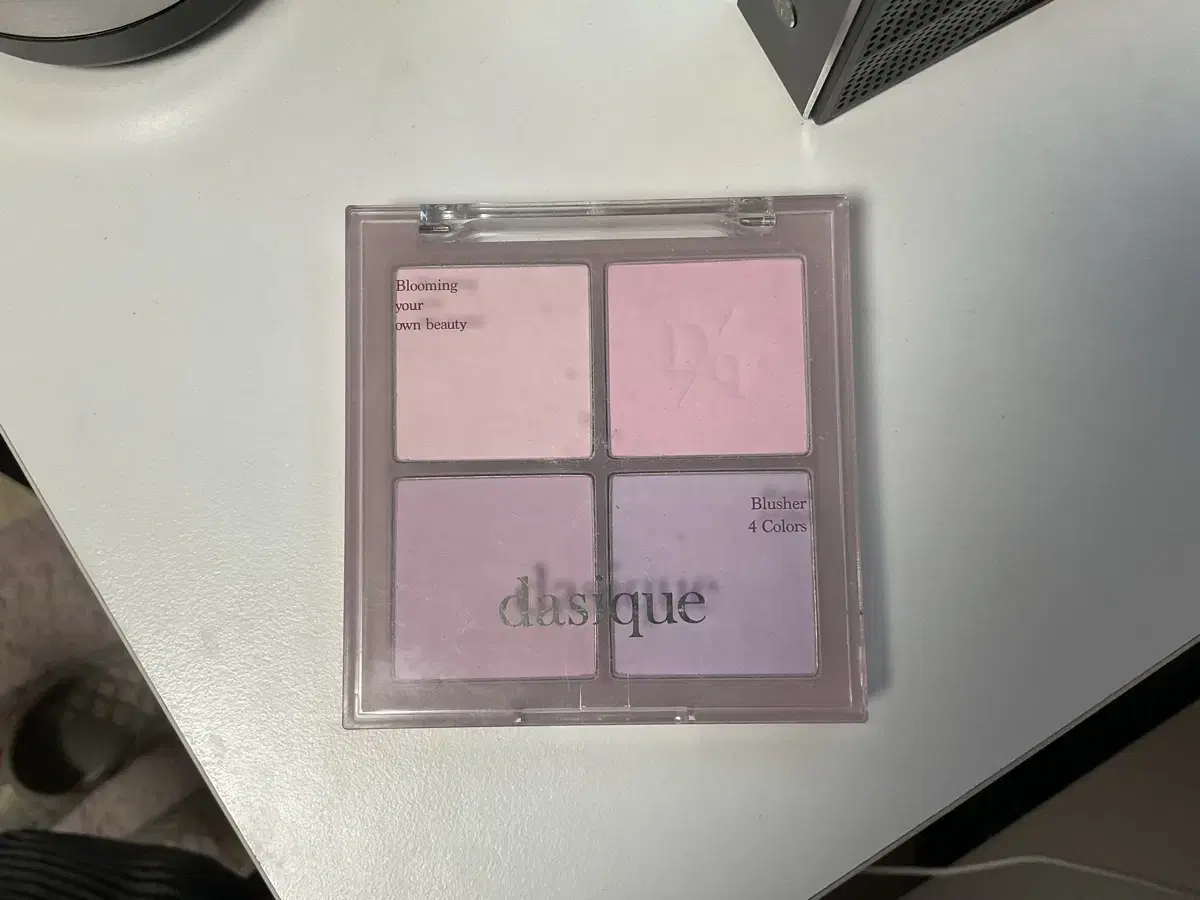 Blooming
your
own beauty
Blusher
4 Colors
dasique